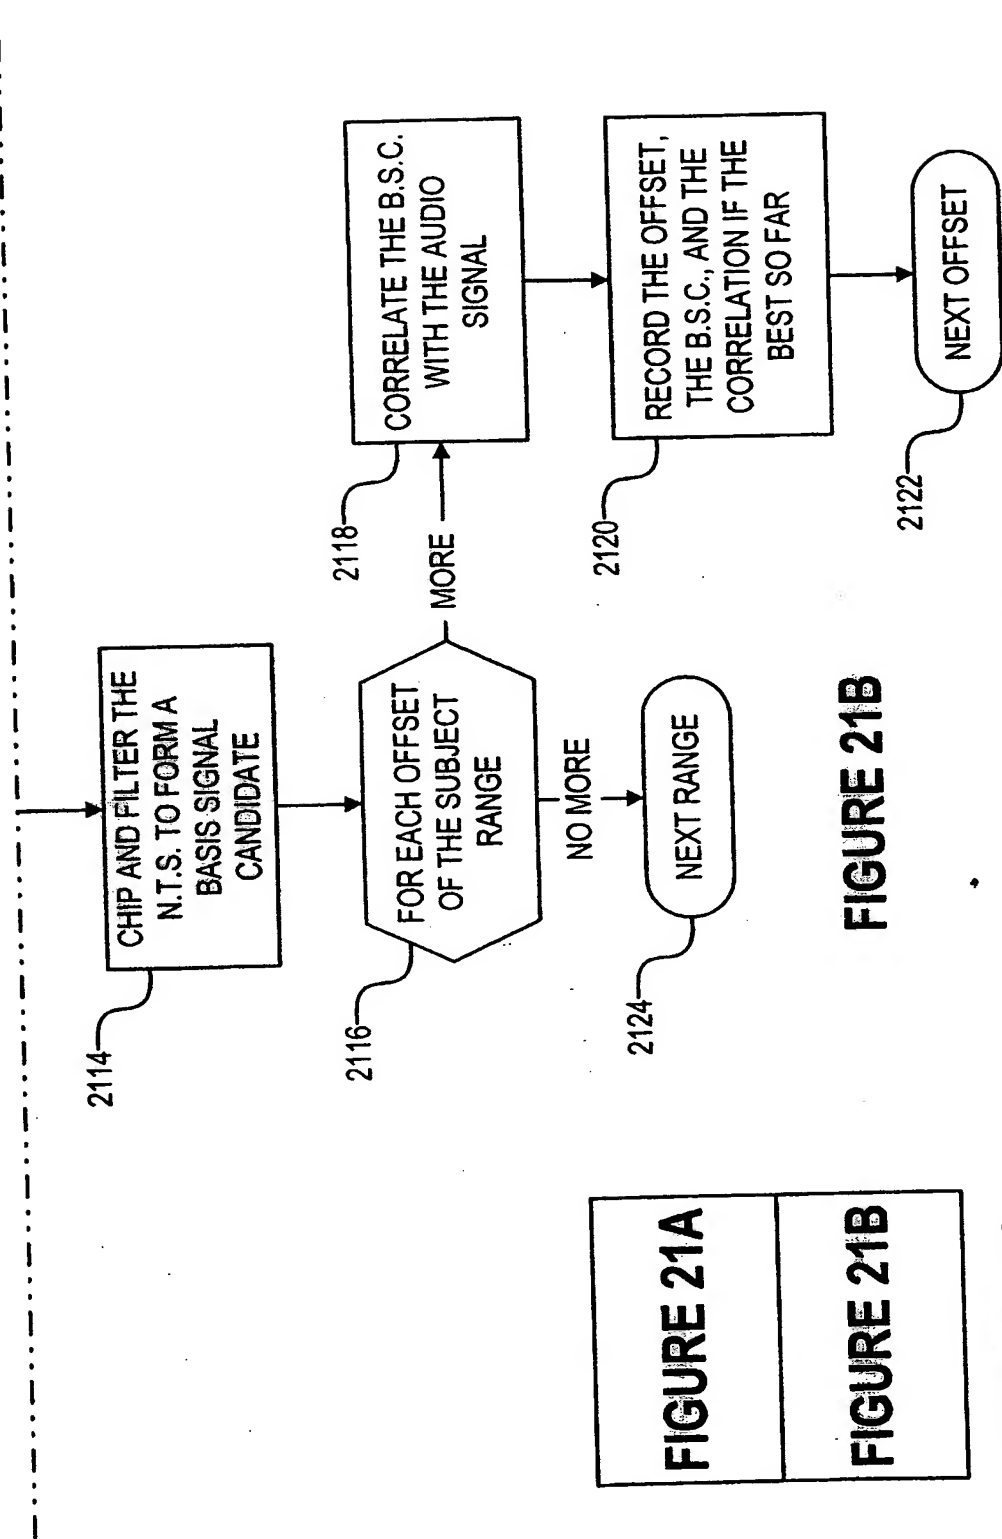 2114
CHIP AND FILTER THE
N.T.S. TO FORM A
BASIS SIGNAL
CANDIDATE
2116
FOR EACH OFFSET
OF THE SUBJECT
RANGE
MORE
2118
CORRELATE THE B.S.C.
WITH THE AUDIO
SIGNAL
2120
RECORD THE OFFSET,
THE B.S.C., AND THE
CORRELATION IF THE
BEST SO FAR
2122
NEXT OFFSET
NO MORE
2124
NEXT RANGE
FIGURE 21A
FIGURE 21B
FIGURE 21B